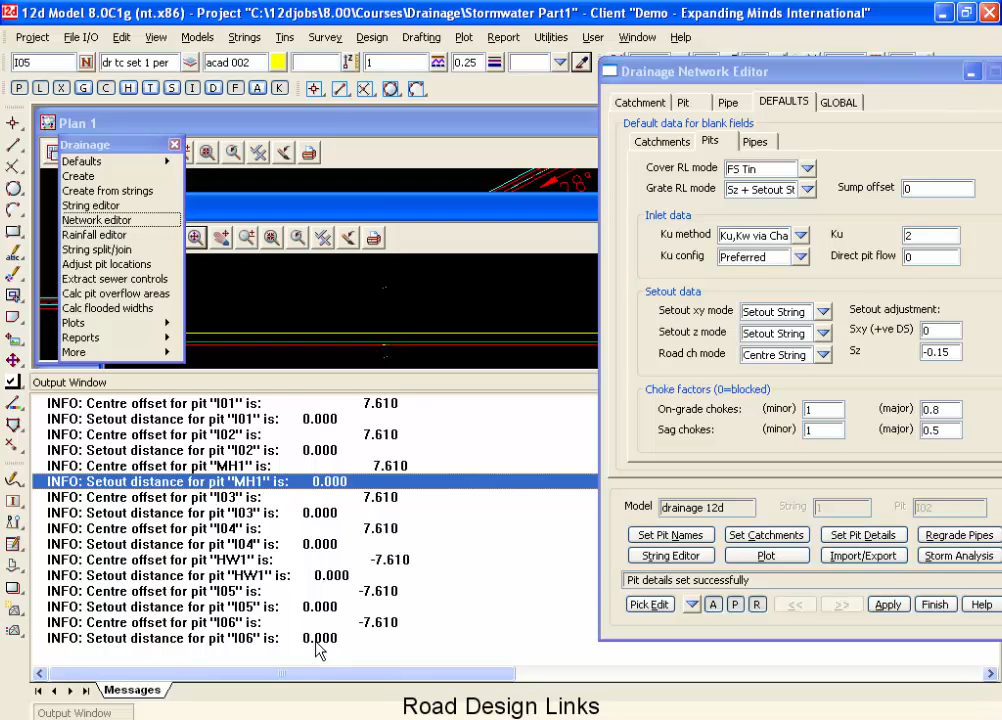 12d Model 8.0C1g (nt.x86) - Project "C:\12djobs\8.00\Courses\Drainage\Stormwater Part1" - Client "Demo - Expanding Minds International"
Project File I/O Edit View Models Strings Tins Survey Design Drafting Plot Report Utilities User Window Help
I05 N dr tc set 1 per acad 002 1 0.25
P L X G C H T S I D F A K
Drainage Network Editor
Catchment Pit Pipe DEFAULTS GLOBAL
Default data for blank fields
Catchments Pits Pipes
Cover RL mode FS Tin
Grate RL mode Sz + Setout St Sump offset 0
Inlet data
Ku method Ku,Kw via Cha Ku 2
Ku config Preferred Direct pit flow 0
Setout data
Setout xy mode Setout String Setout adjustment:
Setout z mode Setout String Sxy (+ve DS) 0
Road ch mode Centre String Sz -0.15
Choke factors (0=blocked)
On-grade chokes: (minor) 1 (major) 0.8
Sag chokes: (minor) 1 (major) 0.5
Model drainage 12d String 1 Pit I02
Set Pit Names Set Catchments Set Pit Details Regrade Pipes
String Editor Plot Import/Export Storm Analysis
Pit details set successfully
Pick Edit A P R << >> Apply Finish Help
Plan 1
78°
Drainage
Defaults
Create
Create from strings
String editor
Network editor
Rainfall editor
String split/join
Adjust pit locations
Extract sewer controls
Calc pit overflow areas
Calc flooded widths
Plots
Reports
More
Output Window
INFO: Centre offset for pit "I01" is: 7.610
INFO: Setout distance for pit "I01" is: 0.000
INFO: Centre offset for pit "I02" is: 7.610
INFO: Setout distance for pit "I02" is: 0.000
INFO: Centre offset for pit "MH1" is: 7.610
INFO: Setout distance for pit "MH1" is: 0.000
INFO: Centre offset for pit "I03" is: 7.610
INFO: Setout distance for pit "I03" is: 0.000
INFO: Centre offset for pit "I04" is: 7.610
INFO: Setout distance for pit "I04" is: 0.000
INFO: Centre offset for pit "HW1" is: -7.610
INFO: Setout distance for pit "HW1" is: 0.000
INFO: Centre offset for pit "I05" is: -7.610
INFO: Setout distance for pit "I05" is: 0.000
INFO: Centre offset for pit "I06" is: -7.610
INFO: Setout distance for pit "I06" is: 0.000
Messages
Output Window
Road Design Links